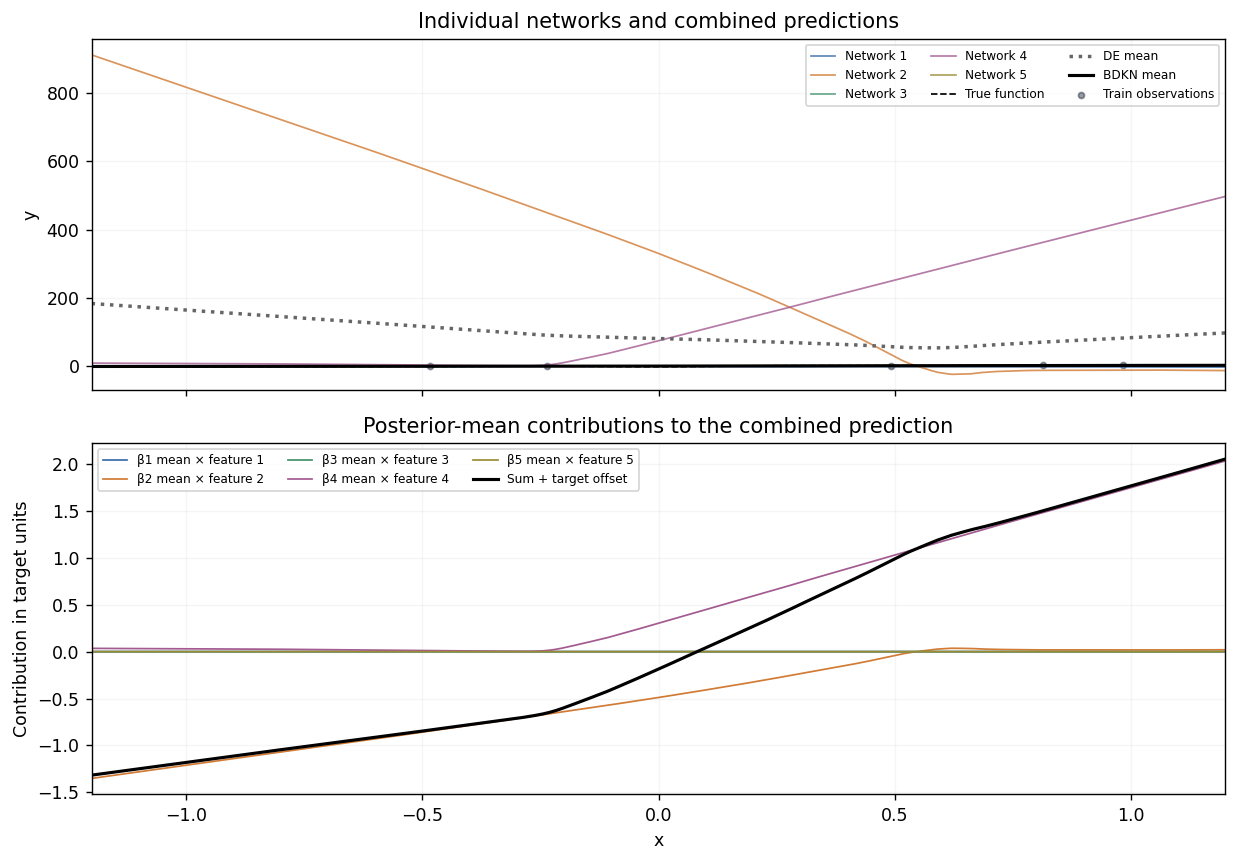 Individual networks and combined predictions
Network 1 Network 4 DE mean
Network 2 Network 5 BDKN mean
Network 3 True function Train observations
800
600
400
200
0
y
Posterior-mean contributions to the combined prediction
β1 mean × feature 1 β3 mean × feature 3 β5 mean × feature 5
β2 mean × feature 2 β4 mean × feature 4 Sum + target offset
2.0
1.5
1.0
0.5
0.0
−0.5
−1.0
−1.5
Contribution in target units
−1.0 −0.5 0.0 0.5 1.0
x